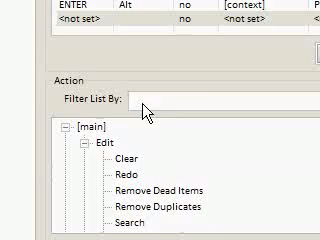 ENTER Alt no [context]
<not set> no <not set>
Action
Filter List By:
[main]
Edit
Clear
Redo
Remove Dead Items
Remove Duplicates
Search